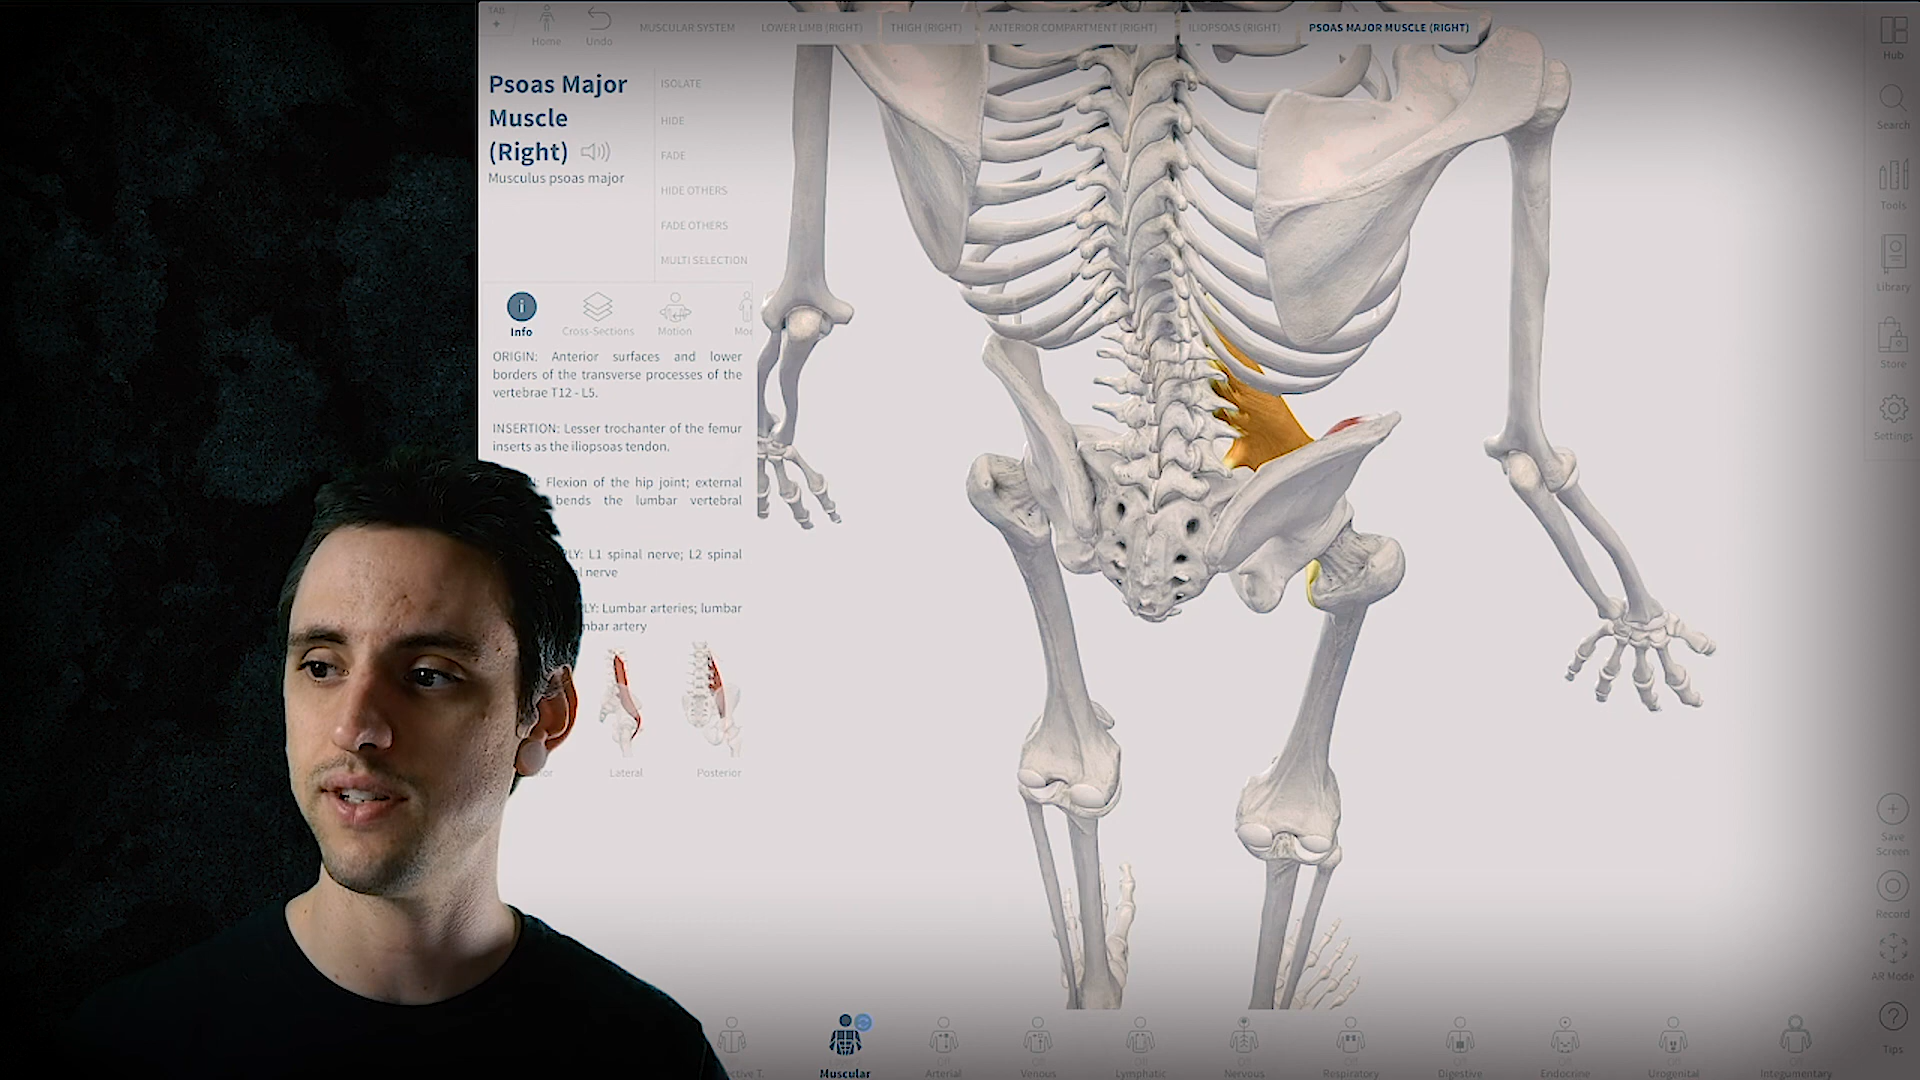 TAB
Home
Undo
MUSCULAR SYSTEM
LOWER LIMB (RIGHT)
THIGH (RIGHT)
ANTERIOR COMPARTMENT (RIGHT)
ILIOPSOAS (RIGHT)
PSOAS MAJOR MUSCLE (RIGHT)
Psoas Major
Muscle
(Right)
Musculus psoas major
ISOLATE
HIDE
FADE
HIDE OTHERS
FADE OTHERS
MULTI SELECTION
Info
Cross-Sections
Motion
ORIGIN: Anterior surfaces and lower
borders of the transverse processes of the
vertebrae T12 - L5.
INSERTION: Lesser trochanter of the femur
inserts as the iliopsoas tendon.
Flexion of the hip joint; external
bends the lumbar vertebral
L1 spinal nerve; L2 spinal
nerve
Lumbar arteries; lumbar
artery
Lateral
Posterior
Hub
Search
Tools
Library
Store
Settings
Save
Screen
Record
AR Mode
Tips
Muscular
Arterial
Venous
Lymphatic
Nervous
Respiratory
Digestive
Endocrine
Urogenital
Integumentary